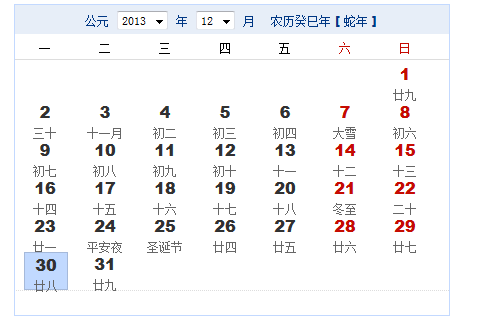 公元 2013 年 12 月 农历癸巳年【蛇年】
一 二 三 四 五 六 日
1
廿九
2 3 4 5 6 7 8
三十 十一月 初二 初三 初四 大雪 初六
9 10 11 12 13 14 15
初七 初八 初九 初十 十一 十二 十三
16 17 18 19 20 21 22
十四 十五 十六 十七 十八 冬至 二十
23 24 25 26 27 28 29
廿一 平安夜 圣诞节 廿四 廿五 廿六 廿七
30 31
廿八 廿九